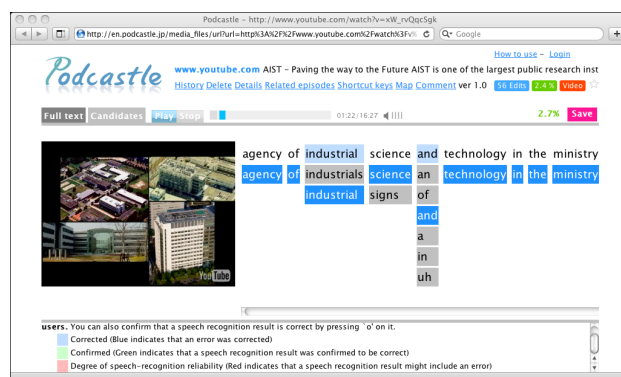 Podcastle – http://www.youtube.com/watch?v=xW_rvQqcSgk
http://en.podcastle.jp/media_files/url?url=http%3A%2F%2Fwww.youtube.com%2Fwatch%3Fv%
Google
How to use – Login
Podcastle
www.youtube.com AIST – Paving the way to the Future AIST is one of the largest public research inst
History Delete Details Related episodes Shortcut keys Map Comment ver 1.0 56 Edits 2.4 % Video
Full text Candidates Play Stop 01:22/16:27 2.7% Save
agency of industrial science and technology in the ministry
agency of industrials science an technology in the ministry
industrial signs of
and
a
in
uh
YouTube
users. You can also confirm that a speech recognition result is correct by pressing `o' on it.
Corrected (Blue indicates that an error was corrected)
Confirmed (Green indicates that a speech recognition result was confirmed to be correct)
Degree of speech-recognition reliability (Red indicates that a speech recognition result might include an error)